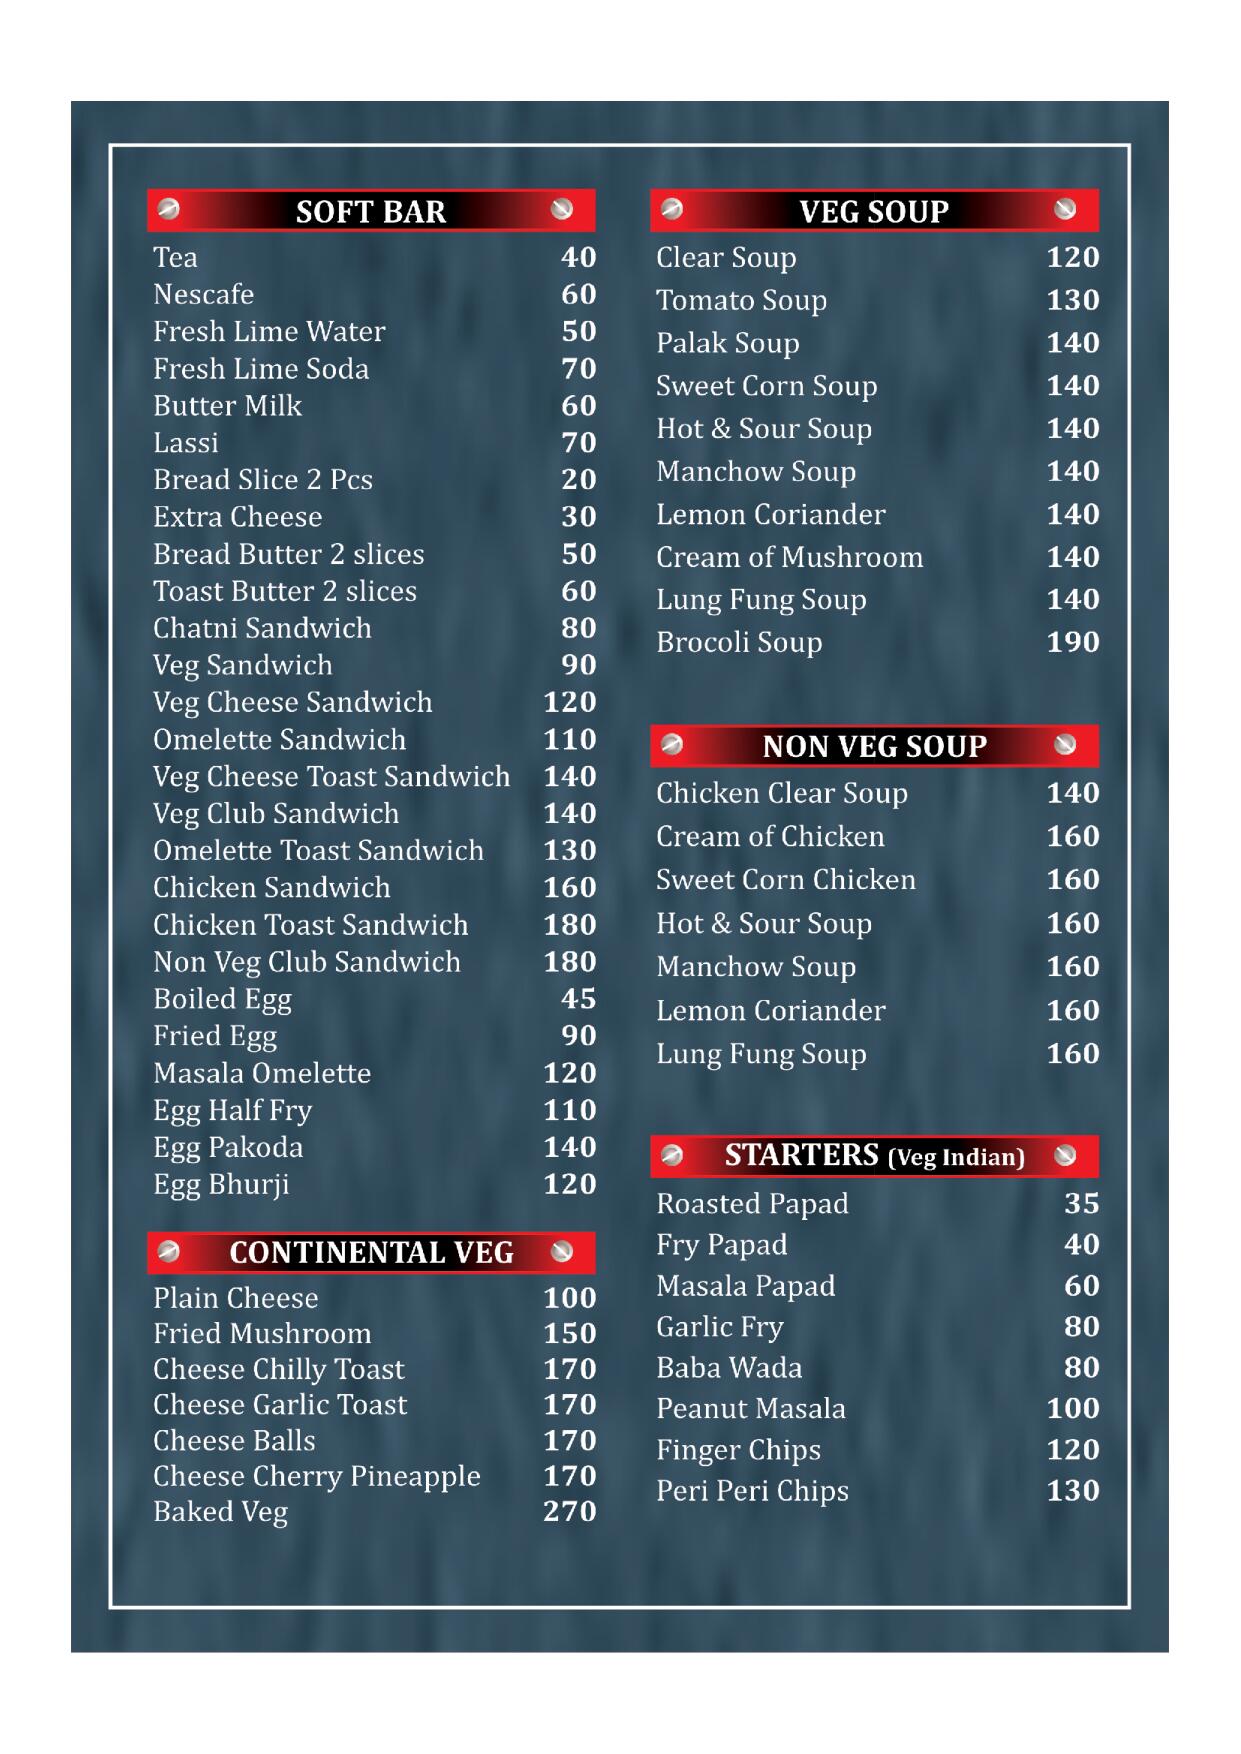 SOFT BAR
Tea 40
Nescafe 60
Fresh Lime Water 50
Fresh Lime Soda 70
Butter Milk 60
Lassi 70
Bread Slice 2 Pcs 20
Extra Cheese 30
Bread Butter 2 slices 50
Toast Butter 2 slices 60
Chatni Sandwich 80
Veg Sandwich 90
Veg Cheese Sandwich 120
Omelette Sandwich 110
Veg Cheese Toast Sandwich 140
Veg Club Sandwich 140
Omelette Toast Sandwich 130
Chicken Sandwich 160
Chicken Toast Sandwich 180
Non Veg Club Sandwich 180
Boiled Egg 45
Fried Egg 90
Masala Omelette 120
Egg Half Fry 110
Egg Pakoda 140
Egg Bhurji 120
CONTINENTAL VEG
Plain Cheese 100
Fried Mushroom 150
Cheese Chilly Toast 170
Cheese Garlic Toast 170
Cheese Balls 170
Cheese Cherry Pineapple 170
Baked Veg 270
VEG SOUP
Clear Soup 120
Tomato Soup 130
Palak Soup 140
Sweet Corn Soup 140
Hot & Sour Soup 140
Manchow Soup 140
Lemon Coriander 140
Cream of Mushroom 140
Lung Fung Soup 140
Brocoli Soup 190
NON VEG SOUP
Chicken Clear Soup 140
Cream of Chicken 160
Sweet Corn Chicken 160
Hot & Sour Soup 160
Manchow Soup 160
Lemon Coriander 160
Lung Fung Soup 160
STARTERS (Veg Indian)
Roasted Papad 35
Fry Papad 40
Masala Papad 60
Garlic Fry 80
Baba Wada 80
Peanut Masala 100
Finger Chips 120
Peri Peri Chips 130